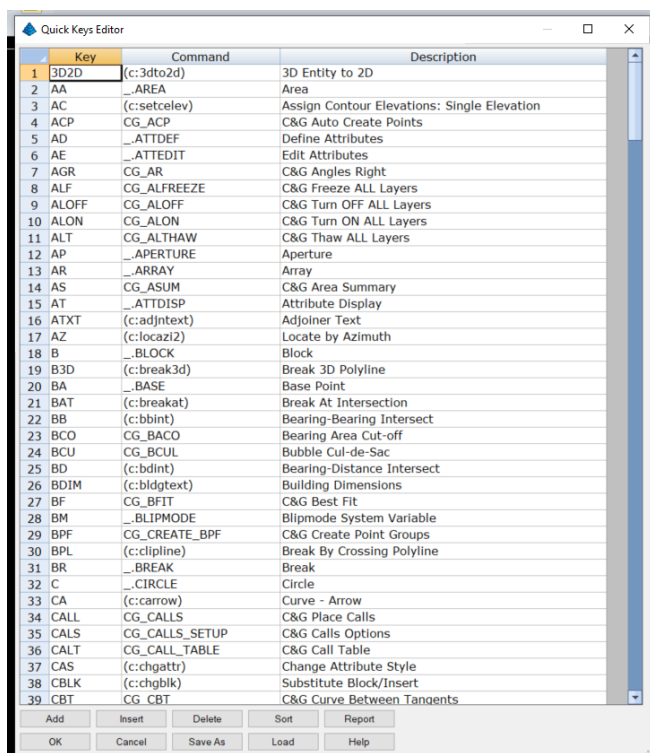 Quick Keys Editor
Key Command Description
1 3D2D (c:3dto2d) 3D Entity to 2D
2 AA _.AREA Area
3 AC (c:setcelev) Assign Contour Elevations: Single Elevation
4 ACP CG_ACP C&G Auto Create Points
5 AD _.ATTDEF Define Attributes
6 AE _.ATTEDIT Edit Attributes
7 AGR CG_AR C&G Angles Right
8 ALF CG_ALFREEZE C&G Freeze ALL Layers
9 ALOFF CG_ALOFF C&G Turn OFF ALL Layers
10 ALON CG_ALON C&G Turn ON ALL Layers
11 ALT CG_ALTHAW C&G Thaw ALL Layers
12 AP _.APERTURE Aperture
13 AR _.ARRAY Array
14 AS CG_ASUM C&G Area Summary
15 AT _.ATTDISP Attribute Display
16 ATXT (c:adjntext) Adjoiner Text
17 AZ (c:locazi2) Locate by Azimuth
18 B _.BLOCK Block
19 B3D (c:break3d) Break 3D Polyline
20 BA _.BASE Base Point
21 BAT (c:breakat) Break At Intersection
22 BB (c:bbint) Bearing-Bearing Intersect
23 BCO CG_BACO Bearing Area Cut-off
24 BCU CG_BCUL Bubble Cul-de-Sac
25 BD (c:bdint) Bearing-Distance Intersect
26 BDIM (c:bldgtext) Building Dimensions
27 BF CG_BFIT C&G Best Fit
28 BM _.BLIPMODE Blipmode System Variable
29 BPF CG_CREATE_BPF C&G Create Point Groups
30 BPL (c:clipline) Break By Crossing Polyline
31 BR _.BREAK Break
32 C _.CIRCLE Circle
33 CA (c:carrow) Curve - Arrow
34 CALL CG_CALLS C&G Place Calls
35 CALS CG_CALLS_SETUP C&G Calls Options
36 CALT CG_CALL_TABLE C&G Call Table
37 CAS (c:chgattr) Change Attribute Style
38 CBLK (c:chgblk) Substitute Block/Insert
39 CBT CG_CBT C&G Curve Between Tangents
Add Insert Delete Sort Report
OK Cancel Save As Load Help